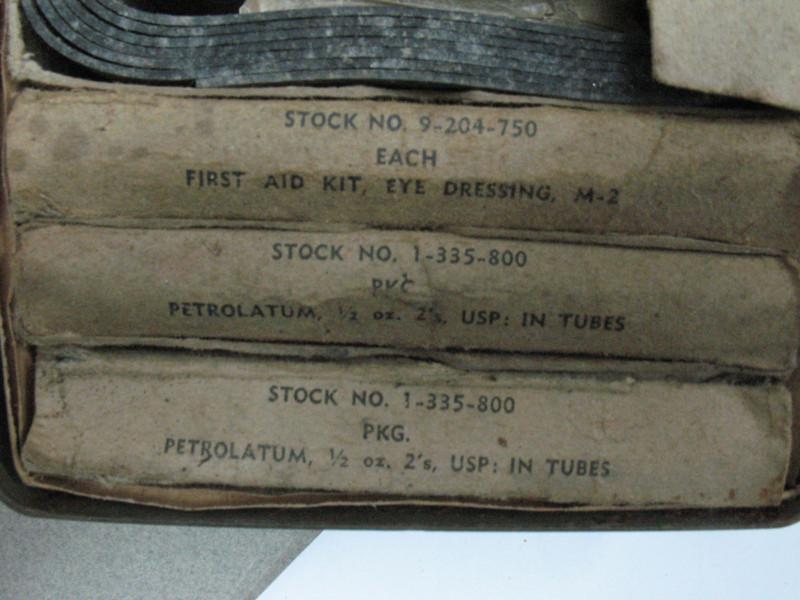 STOCK NO. 9-204-750
EACH
FIRST AID KIT, EYE DRESSING, M-2
STOCK NO. 1-335-800
PKG
PETROLATUM, ½ oz. 2's, USP: IN TUBES
STOCK NO. 1-335-800
PKG.
PETROLATUM, ½ oz. 2's, USP: IN TUBES